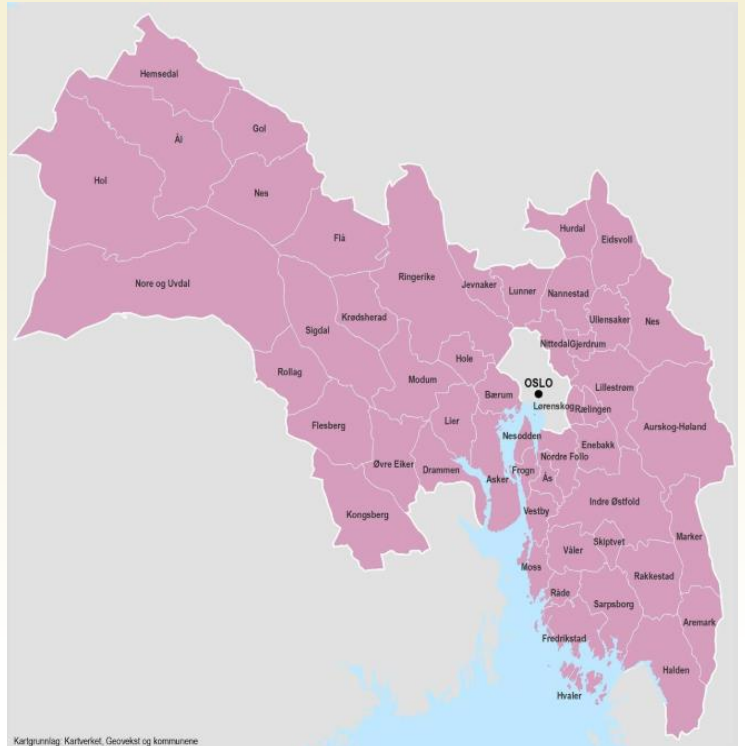 Hemsedal
Gol
Ål
Hol
Nes
Flå
Hurdal
Eidsvoll
Ringerike
Jevnaker
Lunner
Nannestad
Nore og Uvdal
Krødsherad
Ullensaker
Nes
Sigdal
Nittedal
Gjerdrum
Hole
Rollag
Modum
OSLO
Lillestrøm
Bærum
Lørenskog
Rælingen
Flesberg
Lier
Aurskog-Høland
Nesodden
Enebakk
Nordre Follo
Øvre Eiker
Drammen
Frogn
Asker
Ås
Indre Østfold
Kongsberg
Vestby
Marker
Skiptvet
Våler
Moss
Rakkestad
Råde
Sarpsborg
Aremark
Fredrikstad
Halden
Hvaler
Kartgrunnlag: Kartverket, Geovekst og kommunene